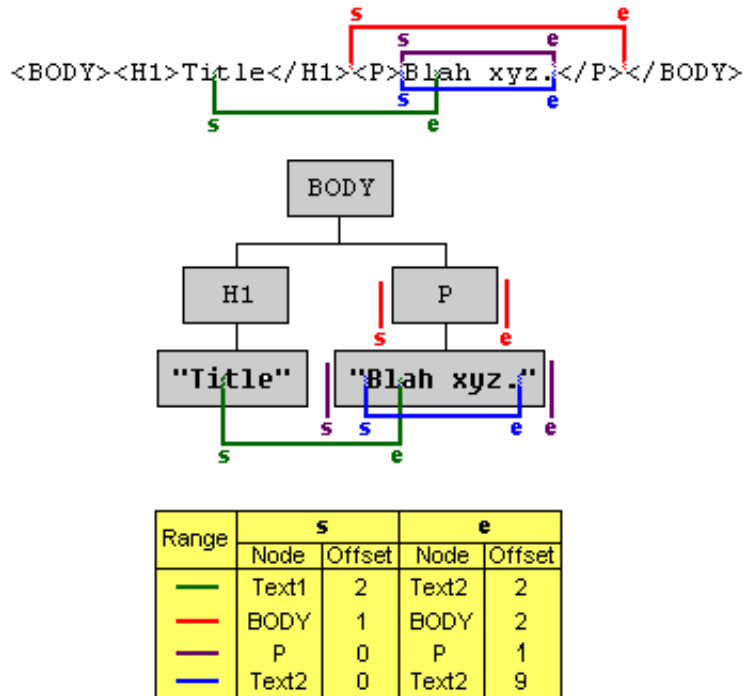 s e
s e
<BODY><H1>Title</H1><P>Blah xyz.</P></BODY>
s e
s e
BODY
H1 P
s e
"Title" "Blah xyz."
s s e e
s e
Range s e
Node Offset Node Offset
Text1 2 Text2 2
BODY 1 BODY 2
P 0 P 1
Text2 0 Text2 9